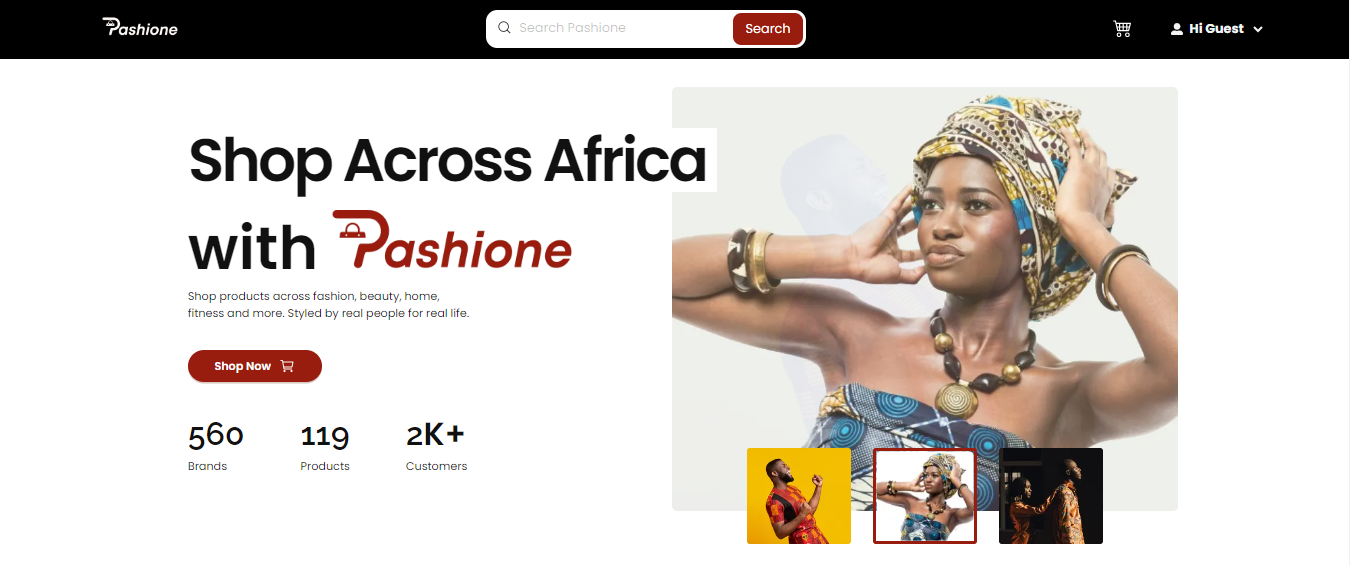 Pashione
Search Pashione
Search
Hi Guest
Shop Across Africa
with Pashione
Shop products across fashion, beauty, home,
fitness and more. Styled by real people for real life.
Shop Now
560
119
2K+
Brands
Products
Customers